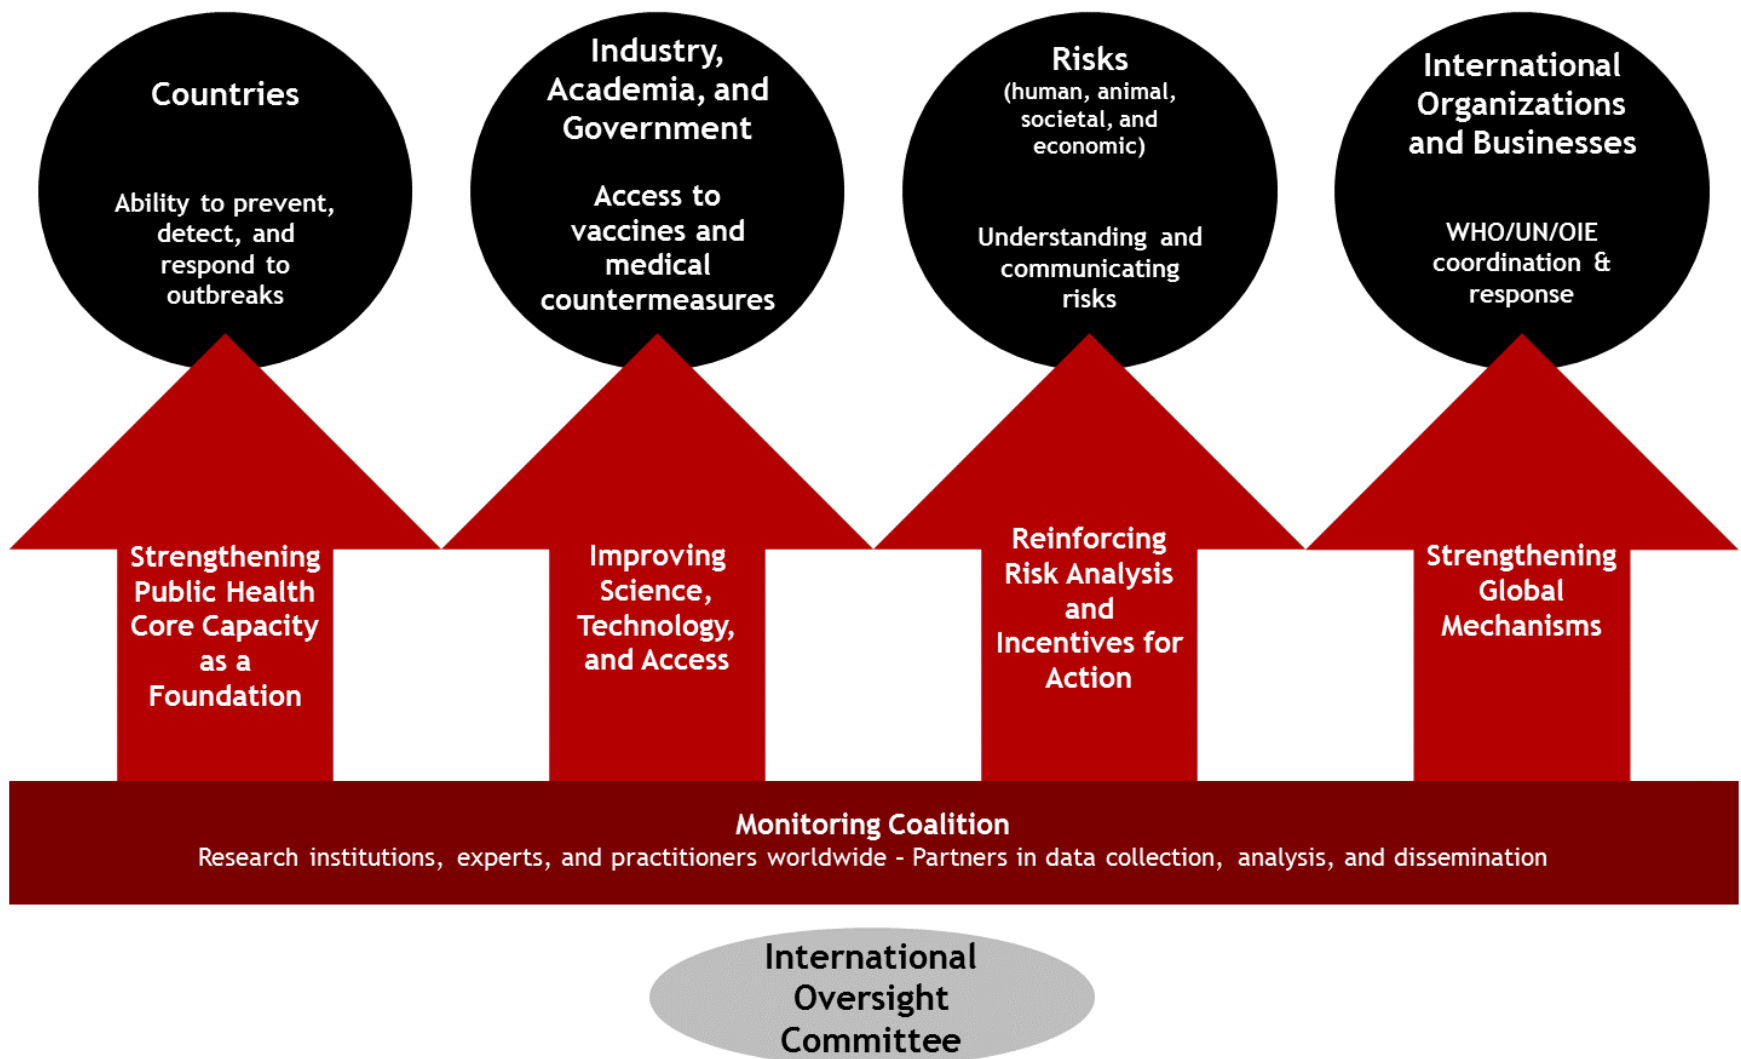 Countries
Ability to prevent,
detect, and
respond to
outbreaks
Industry,
Academia, and
Government
Access to
vaccines and
medical
countermeasures
Risks
(human, animal,
societal, and
economic)
Understanding and
communicating
risks
International
Organizations
and Businesses
WHO/UN/OIE
coordination &
response
Strengthening
Public Health
Core Capacity
as a
Foundation
Improving
Science,
Technology,
and Access
Reinforcing
Risk Analysis
and
Incentives for
Action
Strengthening
Global
Mechanisms
Monitoring Coalition
Research institutions, experts, and practitioners worldwide - Partners in data collection, analysis, and dissemination
International
Oversight
Committee